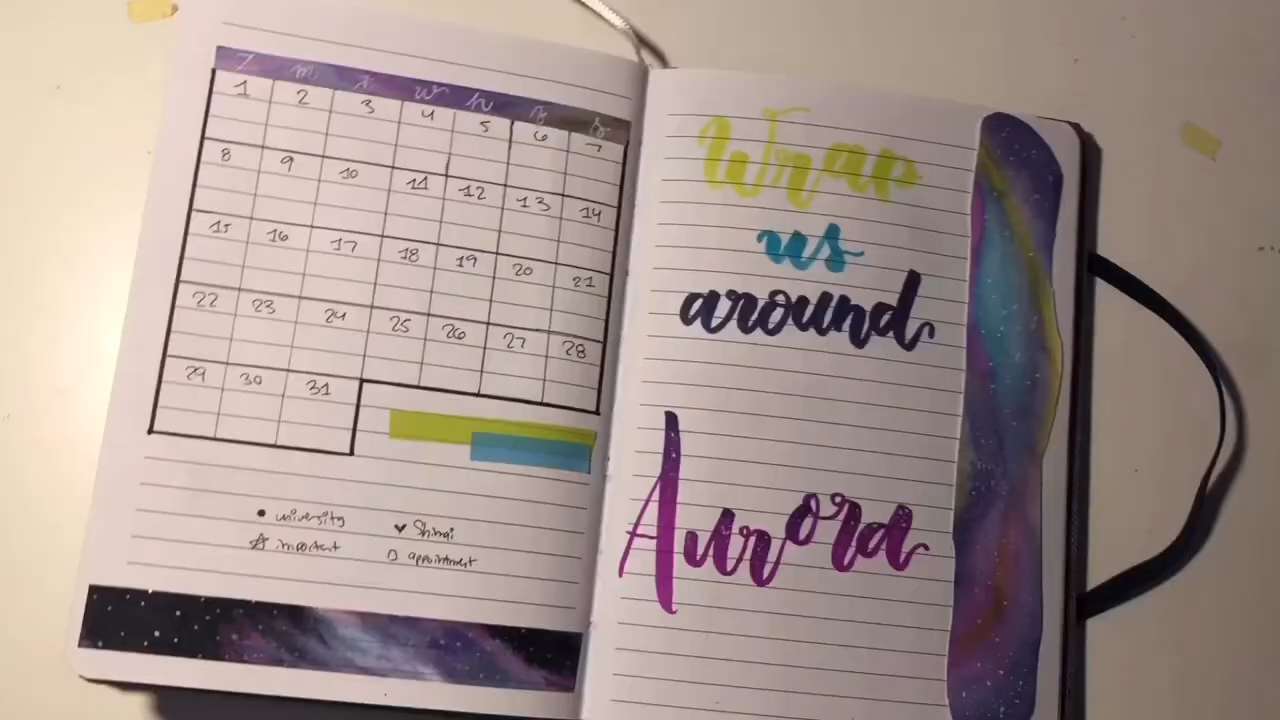 Z m T w h f s
1 2 3 4 5 6 7
8 9 10 11 12 13 14
15 16 17 18 19 20 21
22 23 24 25 26 27 28
29 30 31
• university ♥ Shirai
☆ important D appointment
Wrap
us
around
Aurora